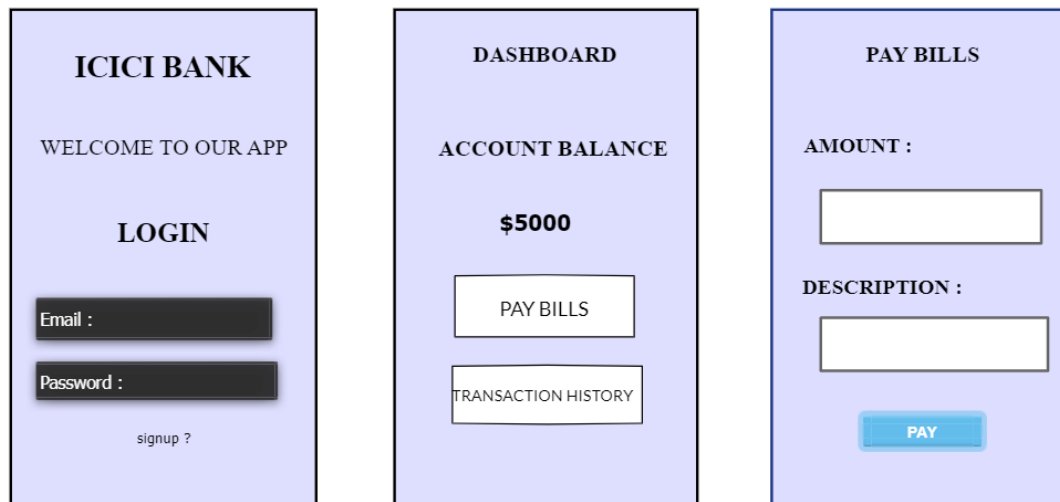 ICICI BANK
WELCOME TO OUR APP
LOGIN
Email :
Password :
signup ?
DASHBOARD
ACCOUNT BALANCE
$5000
PAY BILLS
TRANSACTION HISTORY
PAY BILLS
AMOUNT :
DESCRIPTION :
PAY